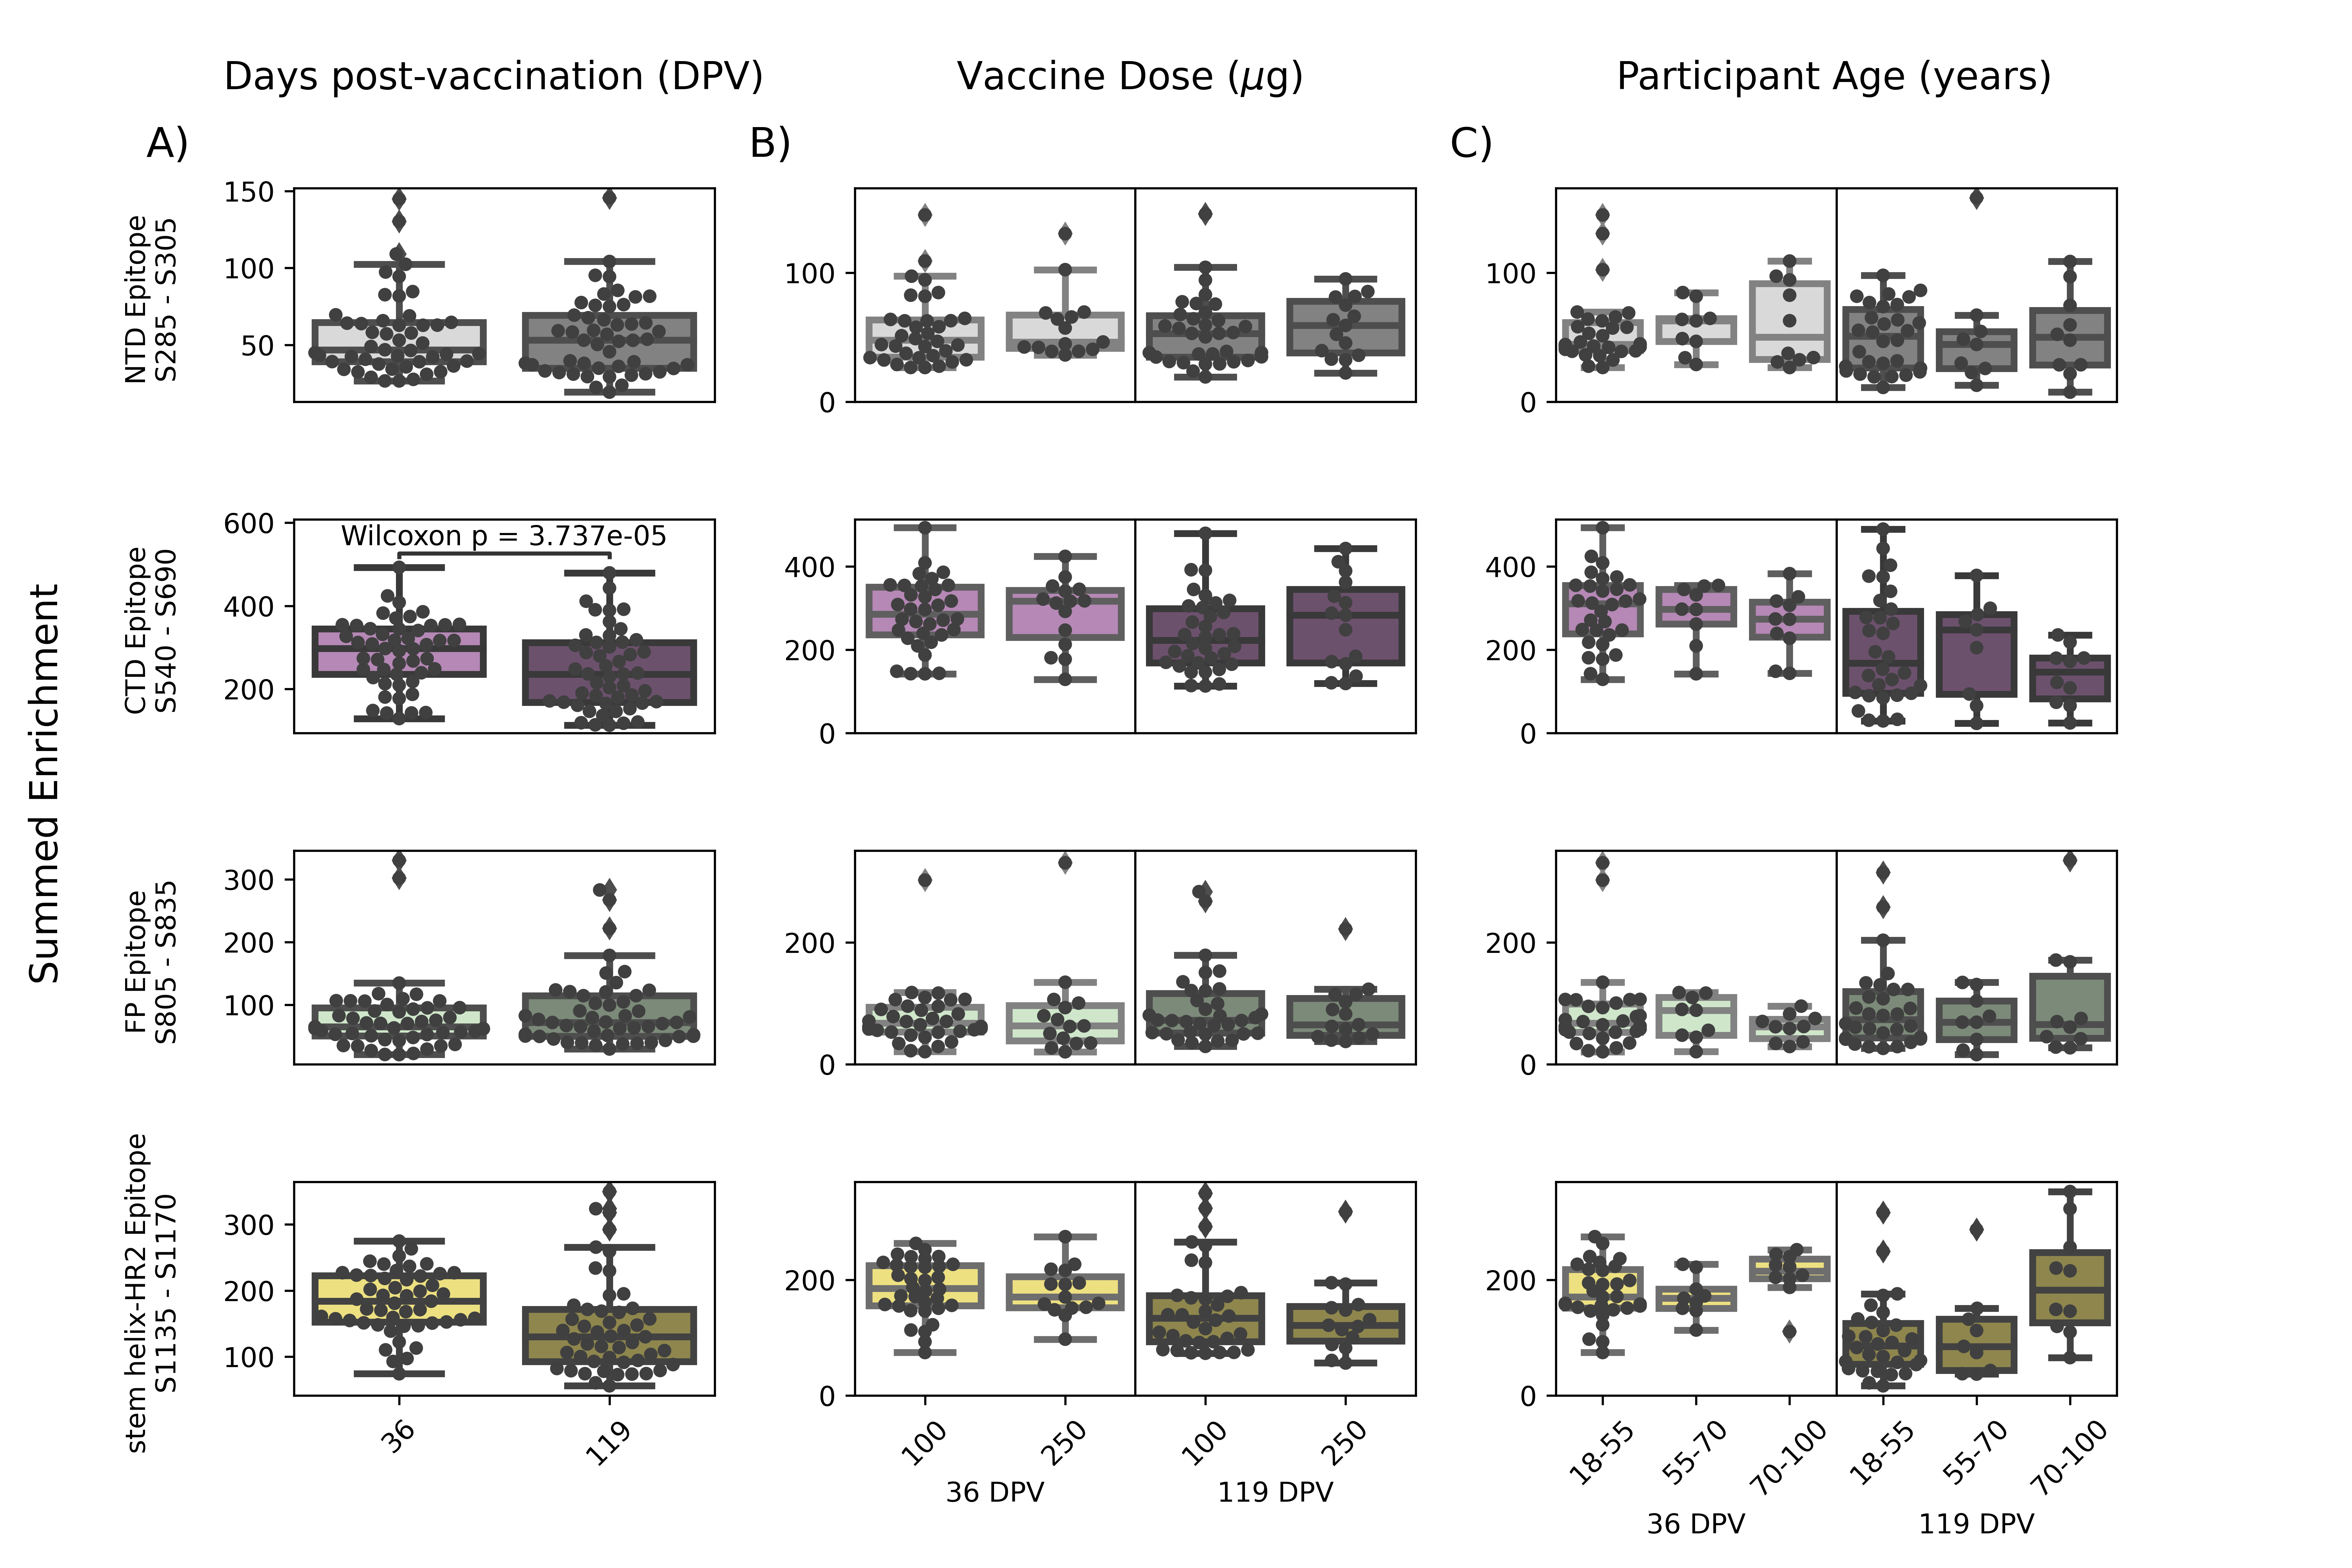 Days post-vaccination (DPV)
Vaccine Dose (μg)
Participant Age (years)
A)
B)
C)
Summed Enrichment
NTD Epitope
S285 - S305
150
100
50
100
0
100
0
CTD Epitope
S540 - S690
600
400
200
Wilcoxon p = 3.737e-05
400
200
0
400
200
0
FP Epitope
S805 - S835
300
200
100
200
0
200
0
stem helix-HR2 Epitope
S1135 - S1170
300
200
100
200
0
200
0
36
119
100
250
100
250
36 DPV
119 DPV
18-55
55-70
70-100
18-55
55-70
70-100
36 DPV
119 DPV